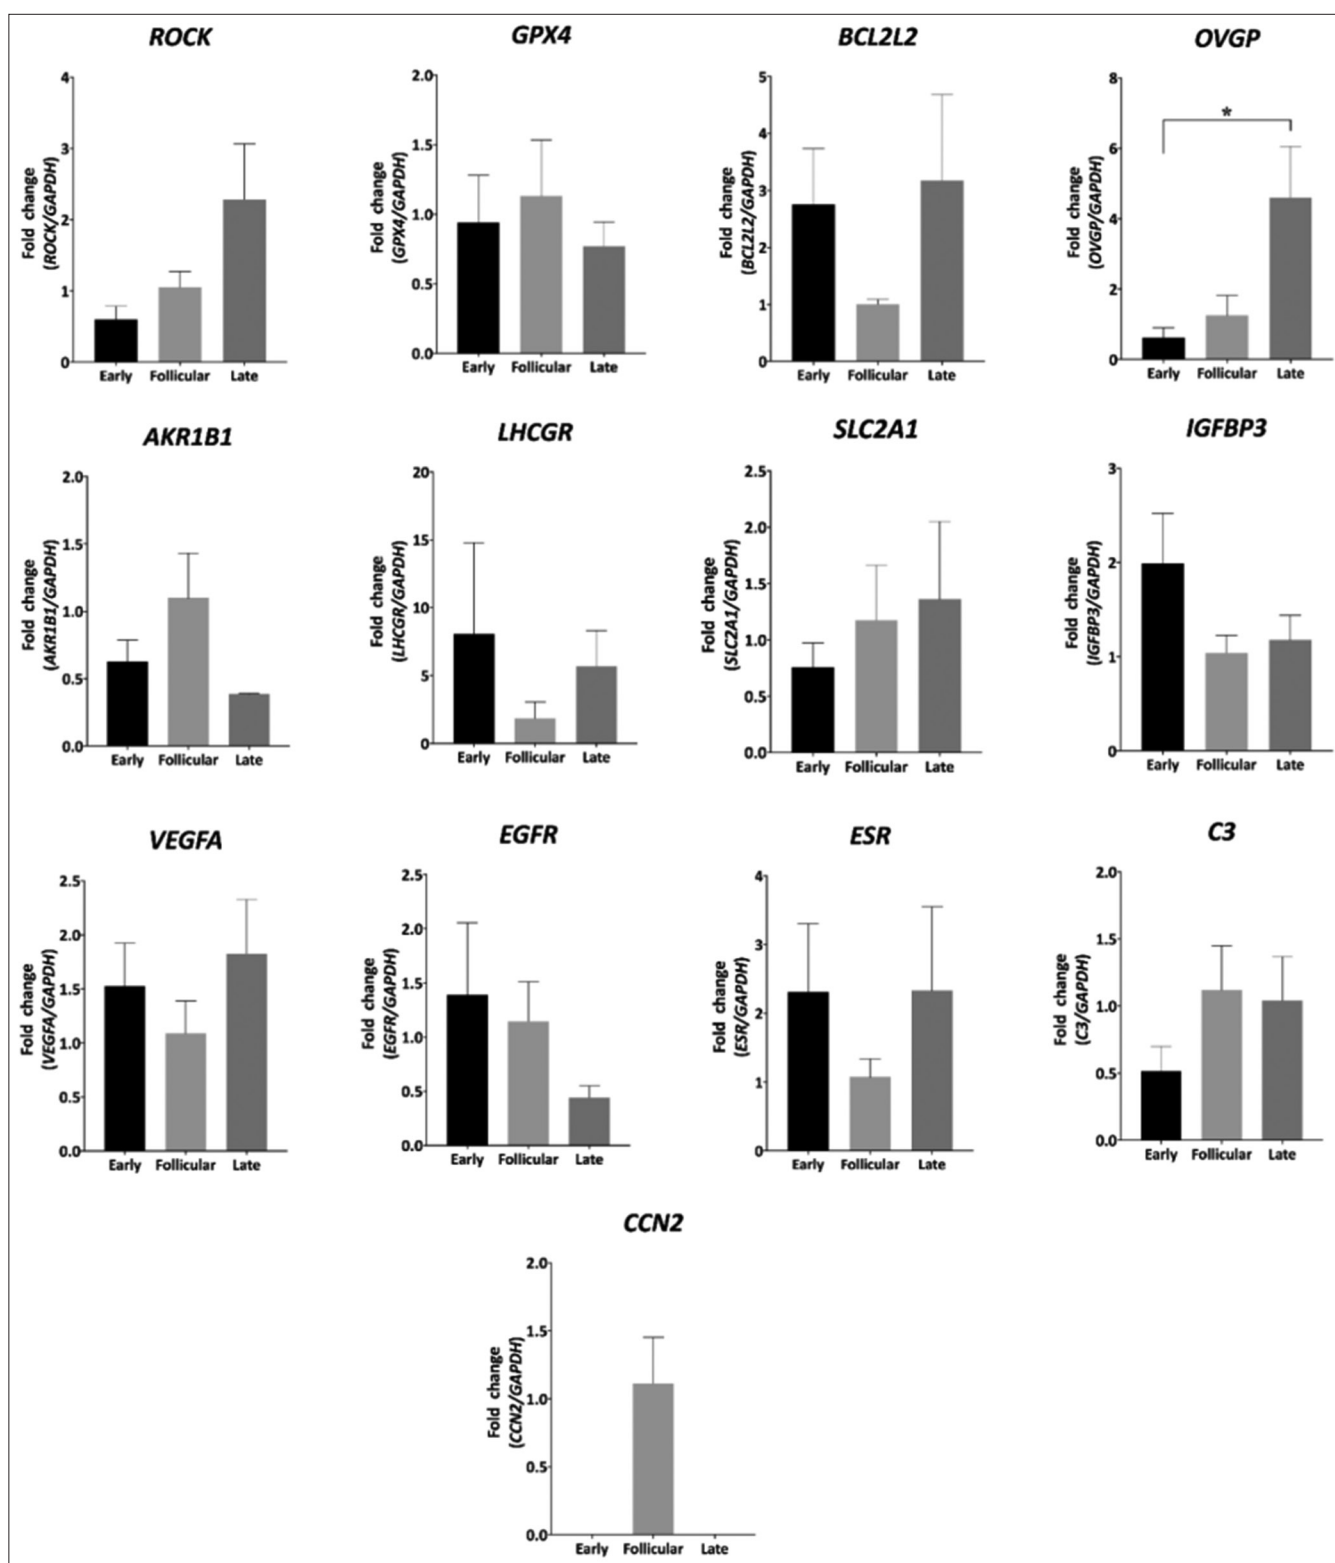 ROCK
Fold change
(ROCK/GAPDH)
4
3
2
1
0
Early Follicular Late
GPX4
Fold change
(GPX4/GAPDH)
2.0
1.5
1.0
0.5
0.0
Early Follicular Late
BCL2L2
Fold change
(BCL2L2/GAPDH)
5
4
3
2
1
0
Early Follicular Late
OVGP
Fold change
(OVGP/GAPDH)
8
6
4
2
0
*
Early Follicular Late
AKR1B1
Fold change
(AKR1B1/GAPDH)
2.0
1.5
1.0
0.5
0.0
Early Follicular Late
LHCGR
Fold change
(LHCGR/GAPDH)
20
15
10
5
0
Early Follicular Late
SLC2A1
Fold change
(SLC2A1/GAPDH)
2.5
2.0
1.5
1.0
0.5
0.0
Early Follicular Late
IGFBP3
Fold change
(IGFBP3/GAPDH)
3
2
1
0
Early Follicular Late
VEGFA
Fold change
(VEGFA/GAPDH)
2.5
2.0
1.5
1.0
0.5
0.0
Early Follicular Late
EGFR
Fold change
(EGFR/GAPDH)
2.5
2.0
1.5
1.0
0.5
0.0
Early Follicular Late
ESR
Fold change
(ESR/GAPDH)
4
3
2
1
0
Early Follicular Late
C3
Fold change
(C3/GAPDH)
2.0
1.5
1.0
0.5
0.0
Early Follicular Late
CCN2
Fold change
(CCN2/GAPDH)
2.0
1.5
1.0
0.5
0.0
Early Follicular Late